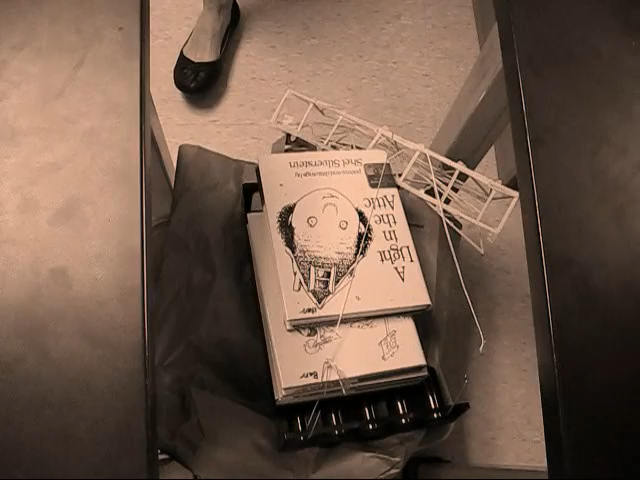 A
Light
in
the
Attic
poems and drawings by
Shel Silverstein